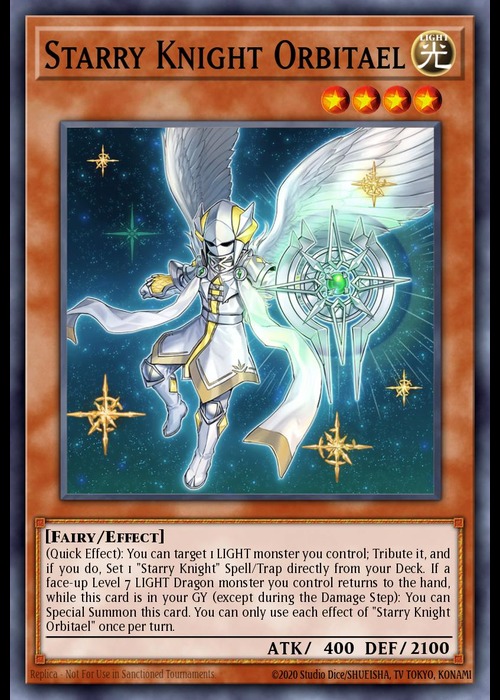 STARRY KNIGHT ORBITAEL
LIGHT
光
[FAIRY/EFFECT]
(Quick Effect): You can target 1 LIGHT monster you control; Tribute it, and
if you do, Set 1 "Starry Knight" Spell/Trap directly from your Deck. If a
face-up Level 7 LIGHT Dragon monster you control returns to the hand,
while this card is in your GY (except during the Damage Step): You can
Special Summon this card. You can only use each effect of "Starry Knight
Orbitael" once per turn.
ATK/ 400 DEF/2100
Replica - Not For Use in Sanctioned Tournaments
©2020 Studio Dice/SHUEISHA, TV TOKYO, KONAMI